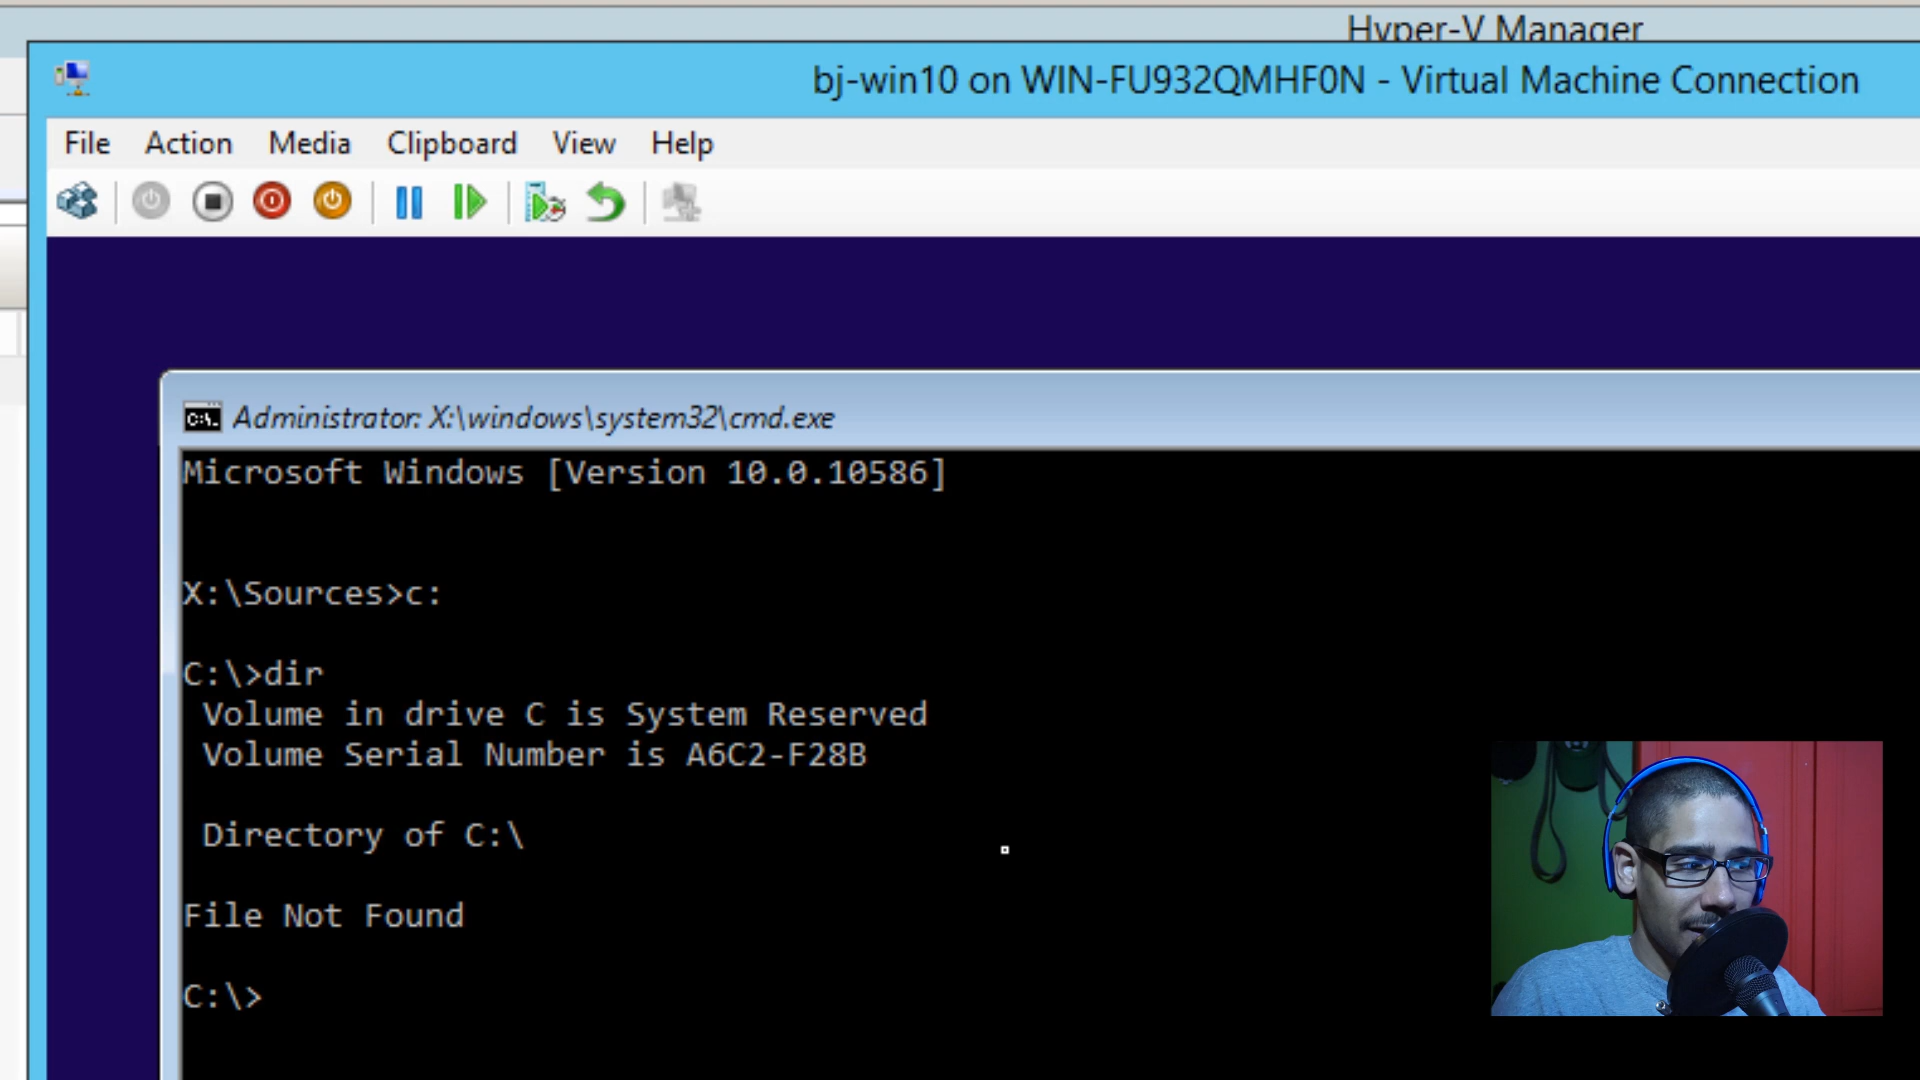 Hyper-V Manager
bj-win10 on WIN-FU932QMHF0N - Virtual Machine Connection
File Action Media Clipboard View Help
Administrator: X:\windows\system32\cmd.exe
Microsoft Windows [Version 10.0.10586]
X:\Sources>c:
C:\>dir
Volume in drive C is System Reserved
Volume Serial Number is A6C2-F28B
Directory of C:\
File Not Found
C:\>